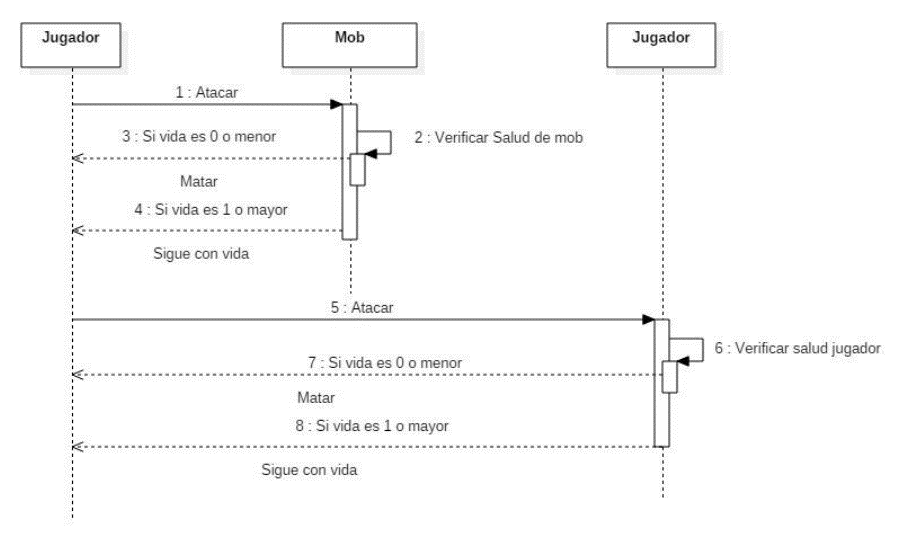 Jugador
Mob
Jugador
1 : Atacar
3 : Si vida es 0 o menor
2 : Verificar Salud de mob
Matar
4 : Si vida es 1 o mayor
Sigue con vida
5 : Atacar
6 : Verificar salud jugador
7 : Si vida es 0 o menor
Matar
8 : Si vida es 1 o mayor
Sigue con vida